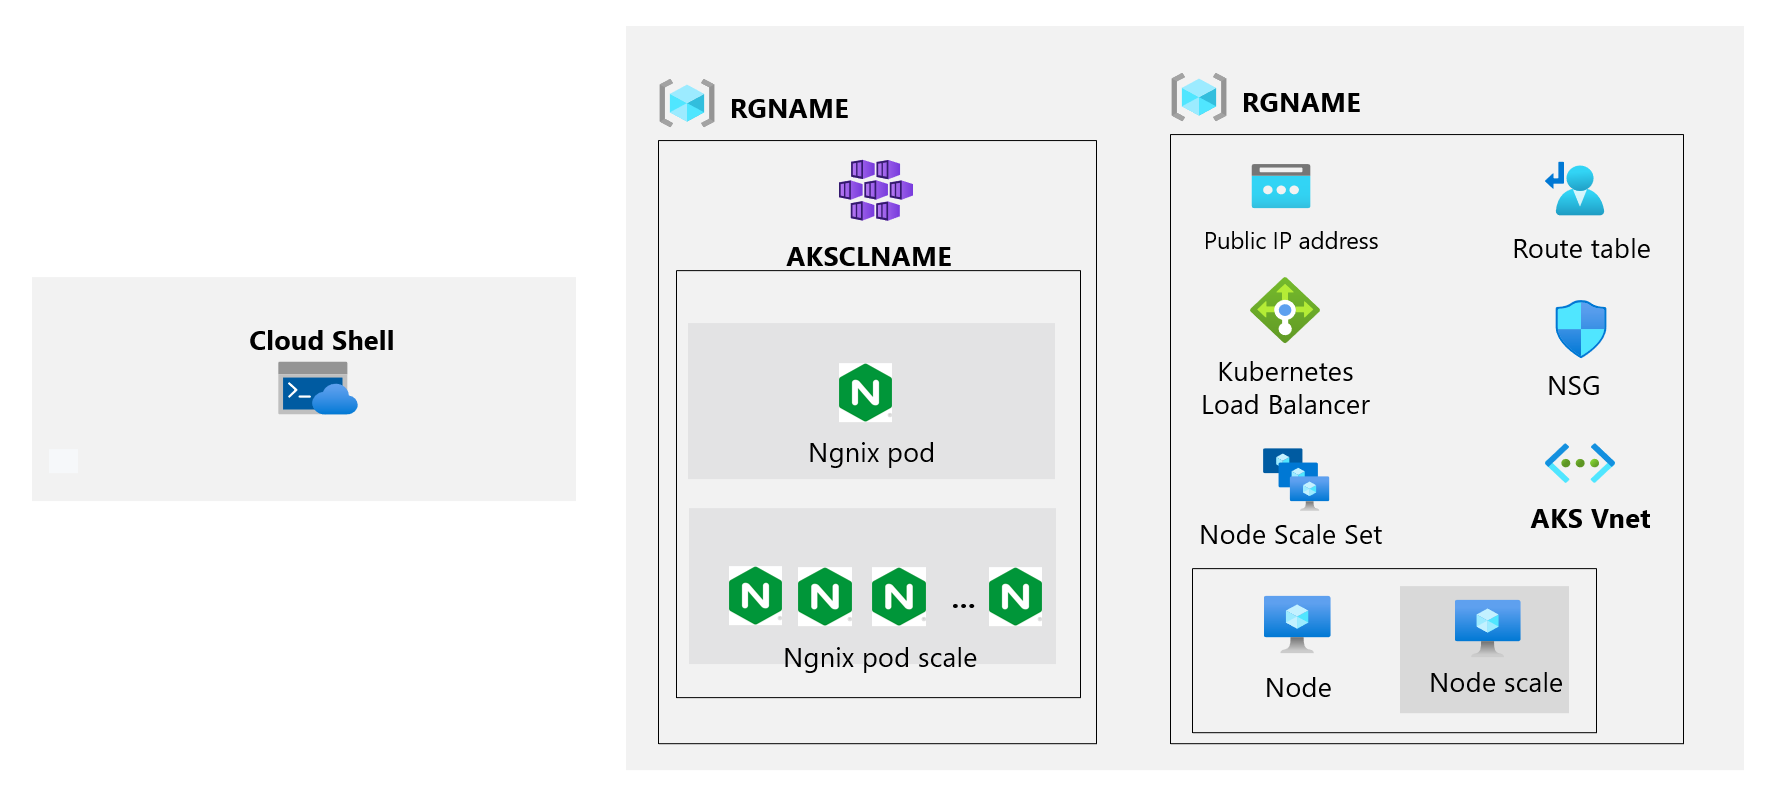 Cloud Shell
RGNAME
AKSCLNAME
Ngnix pod
...
Ngnix pod scale
RGNAME
Public IP address
Route table
Kubernetes
Load Balancer
NSG
Node Scale Set
AKS Vnet
Node
Node scale